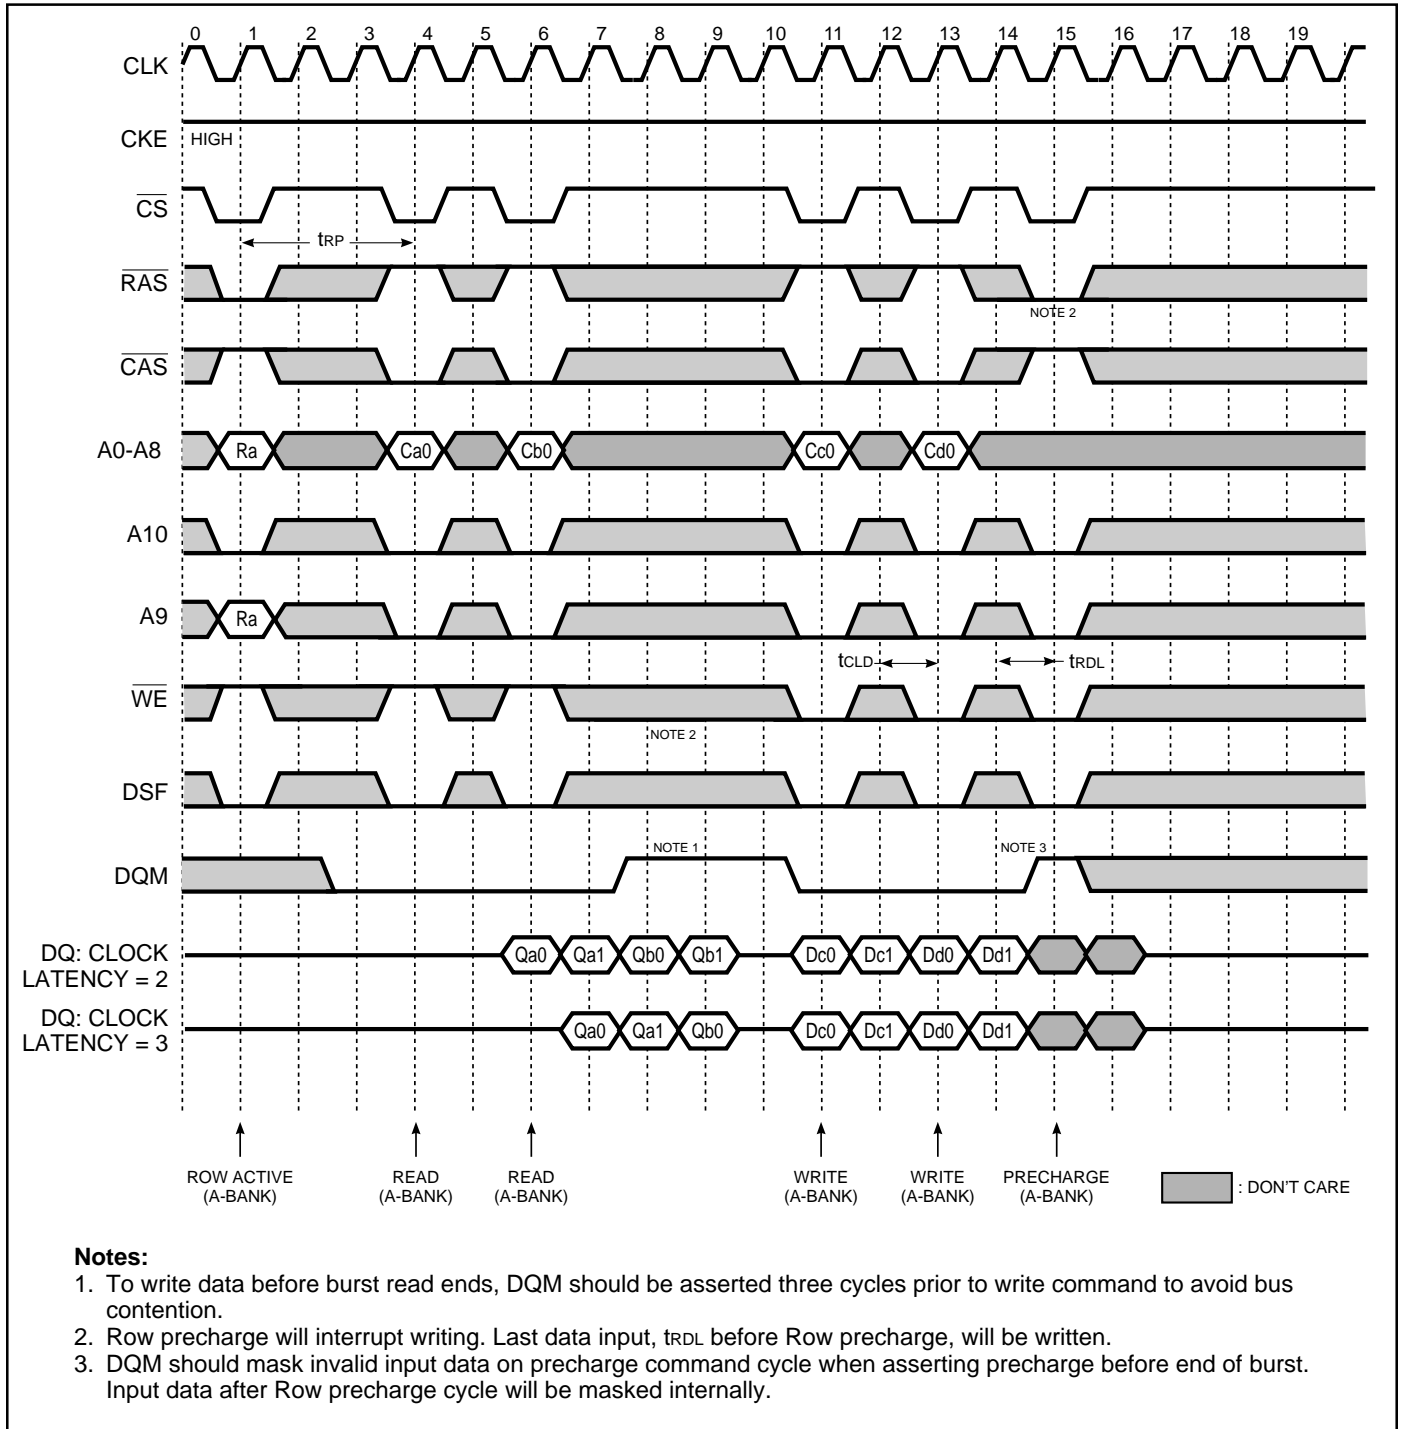 0 1 2 3 4 5 6 7 8 9 10 11 12 13 14 15 16 17 18 19
CLK
CKE HIGH
CS
tRP
RAS
NOTE 2
CAS
A0-A8 Ra Ca0 Cb0 Cc0 Cd0
A10
A9 Ra
tCLD tRDL
WE
NOTE 2
DSF
NOTE 1 NOTE 3
DQM
DQ: CLOCK
LATENCY = 2
Qa0 Qa1 Qb0 Qb1 Dc0 Dc1 Dd0 Dd1
DQ: CLOCK
LATENCY = 3
Qa0 Qa1 Qb0 Dc0 Dc1 Dd0 Dd1
ROW ACTIVE
(A-BANK)
READ
(A-BANK)
READ
(A-BANK)
WRITE
(A-BANK)
WRITE
(A-BANK)
PRECHARGE
(A-BANK)
: DON'T CARE
Notes:
1. To write data before burst read ends, DQM should be asserted three cycles prior to write command to avoid bus
contention.
2. Row precharge will interrupt writing. Last data input, tRDL before Row precharge, will be written.
3. DQM should mask invalid input data on precharge command cycle when asserting precharge before end of burst.
Input data after Row precharge cycle will be masked internally.